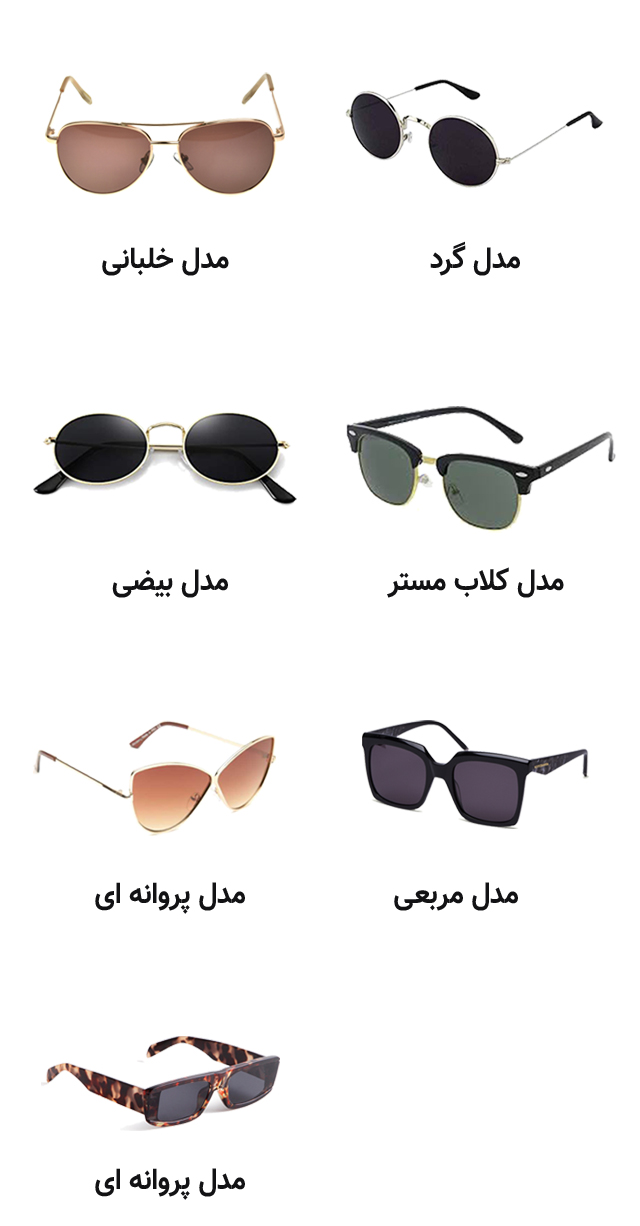 مدل گرد
مدل خلبانی
مدل کلاب مستر
مدل بیضی
مدل مربعی
مدل پروانه ای
مدل پروانه ای